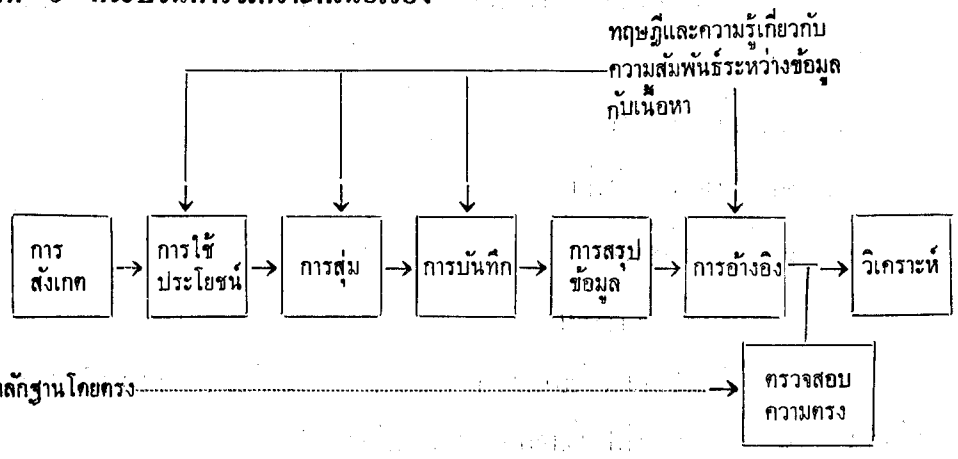 ทฤษฎีและความรู้เกี่ยวกับ
ความสัมพันธ์ระหว่างข้อมูล
กับเนื้อหา
การ
สังเกต
การใช้
ประโยชน์
การสุ่ม
การบันทึก
การสรุป
ข้อมูล
การอ้างอิง
วิเคราะห์
ลักฐานโดยตรง
ตรวจสอบ
ความตรง